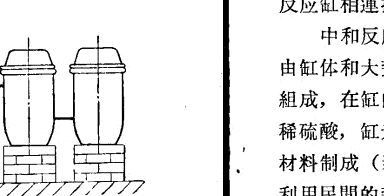 反应缸相連
中和反
由缸体和大
組成，在缸
稀硫酸，缸
材料制成（
利用民間的